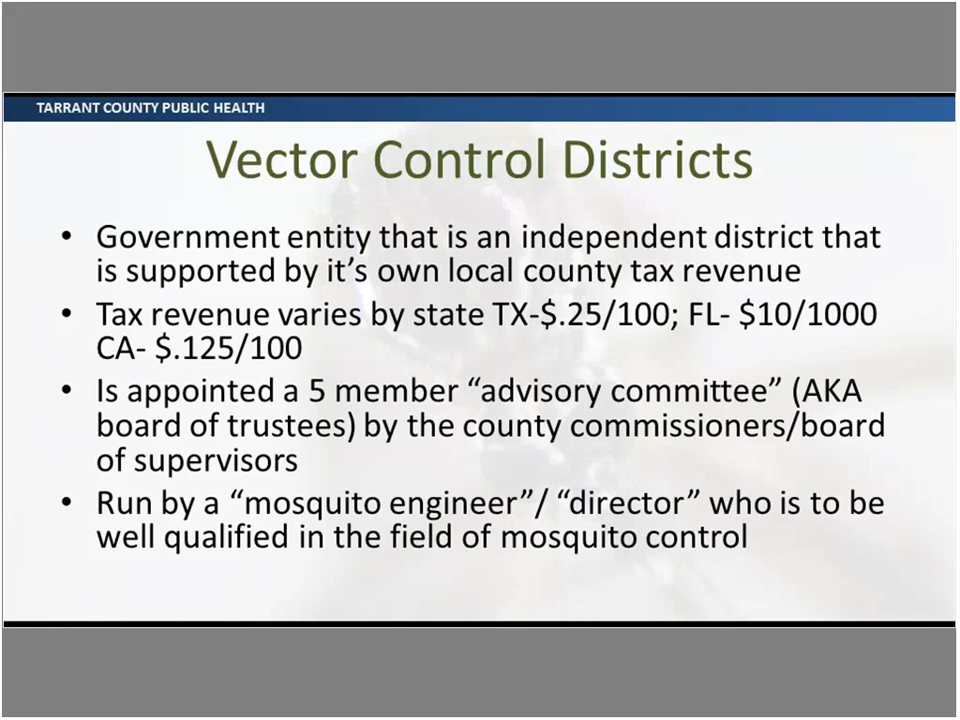 TARRANT COUNTY PUBLIC HEALTH
Vector Control Districts
• Government entity that is an independent district that
is supported by it's own local county tax revenue
• Tax revenue varies by state TX-$.25/100; FL- $10/1000
CA- $.125/100
• Is appointed a 5 member “advisory committee” (AKA
board of trustees) by the county commissioners/board
of supervisors
• Run by a “mosquito engineer”/ “director” who is to be
well qualified in the field of mosquito control